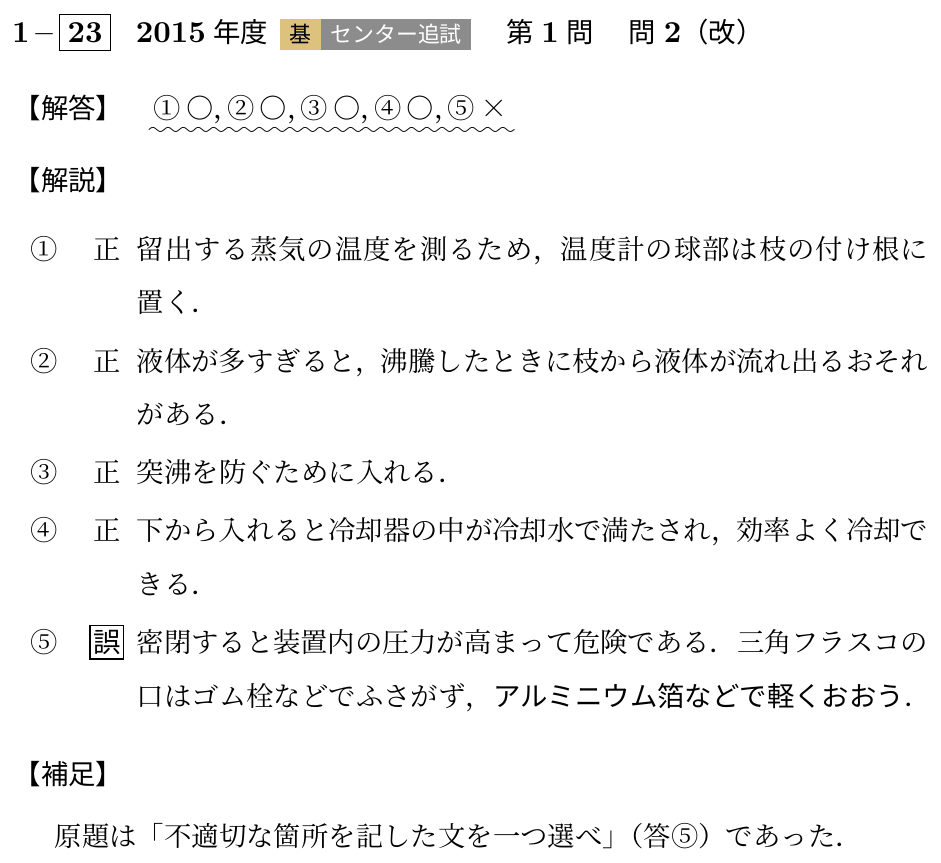 1－23 2015年度 基 センター追試 第1問 問2（改）
【解答】 ①○，②○，③○，④○，⑤×
【解説】
① 正 留出する蒸気の温度を測るため，温度計の球部は枝の付け根に
置く．
② 正 液体が多すぎると，沸騰したときに枝から液体が流れ出るおそれ
がある．
③ 正 突沸を防ぐために入れる．
④ 正 下から入れると冷却器の中が冷却水で満たされ，効率よく冷却で
きる．
⑤ 誤 密閉すると装置内の圧力が高まって危険である．三角フラスコの
口はゴム栓などでふさがず，アルミニウム箔などで軽くおおう．
【補足】
原題は「不適切な箇所を記した文を一つ選べ」（答⑤）であった．